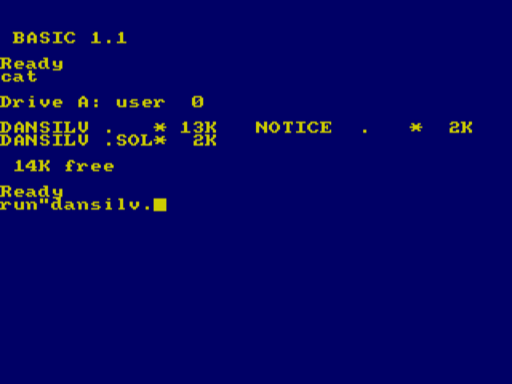 BASIC 1.1
Ready
cat
Drive A: user  0
DANSILV .   * 13K   NOTICE  .   *  2K
DANSILV .SOL*  2K
14K free
Ready
run"dansilv.